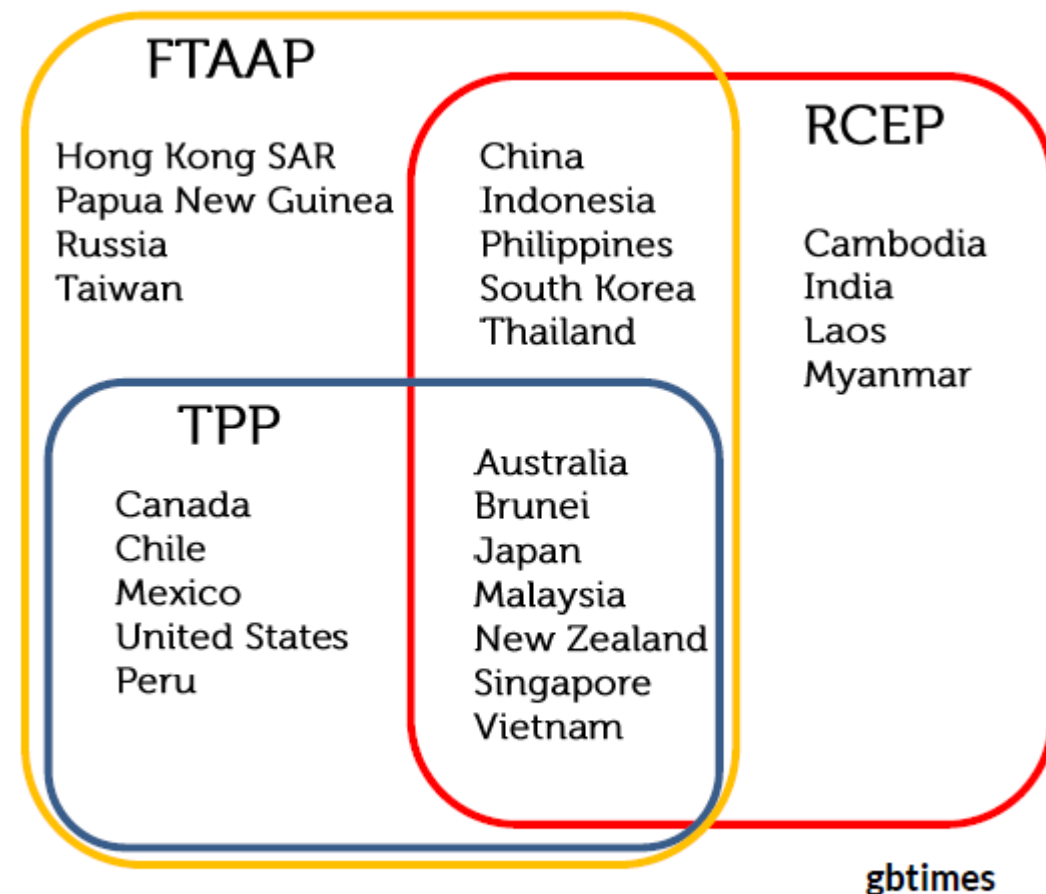 FTAAP
Hong Kong SAR
Papua New Guinea
Russia
Taiwan
China
Indonesia
Philippines
South Korea
Thailand
RCEP
Cambodia
India
Laos
Myanmar
TPP
Canada
Chile
Mexico
United States
Peru
Australia
Brunei
Japan
Malaysia
New Zealand
Singapore
Vietnam
gbtimes